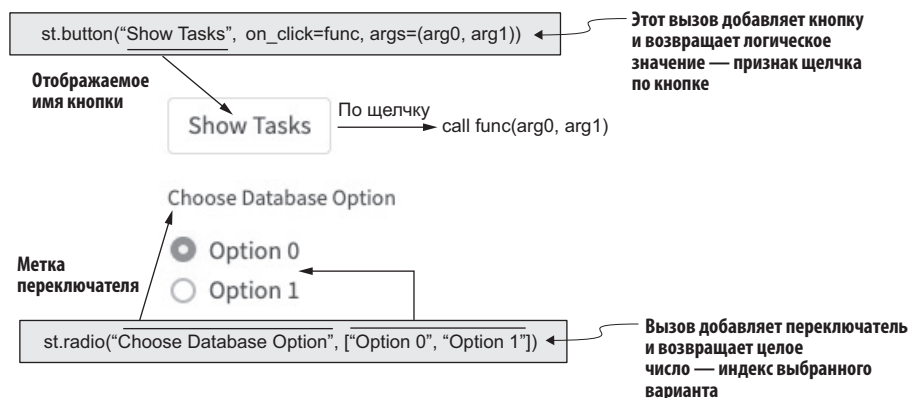 st.button(“Show Tasks”, on_click=func, args=(arg0, arg1))
Этот вызов добавляет кнопку
и возвращает логическое
значение — признак щелчка
по кнопке
Отображаемое
имя кнопки
Show Tasks
По щелчку
call func(arg0, arg1)
Choose Database Option
Option 0
Option 1
Метка
переключателя
st.radio(“Choose Database Option”, [“Option 0”, “Option 1”])
Вызов добавляет переключатель
и возвращает целое
число — индекс выбранного
варианта